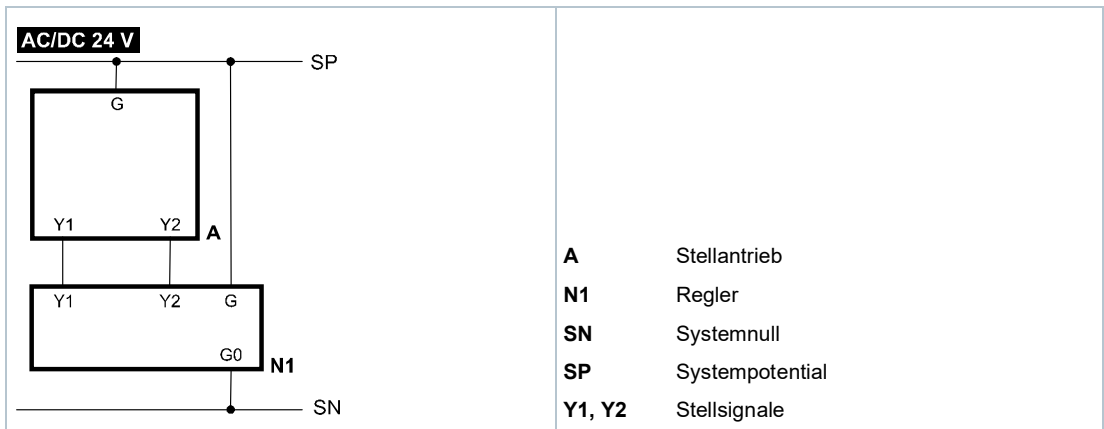 AC/DC 24 V
SP
G
Y1 Y2
A
Y1 Y2 G
G0
N1
SN
A Stellantrieb
N1 Regler
SN Systemnull
SP Systempotential
Y1, Y2 Stellsignale